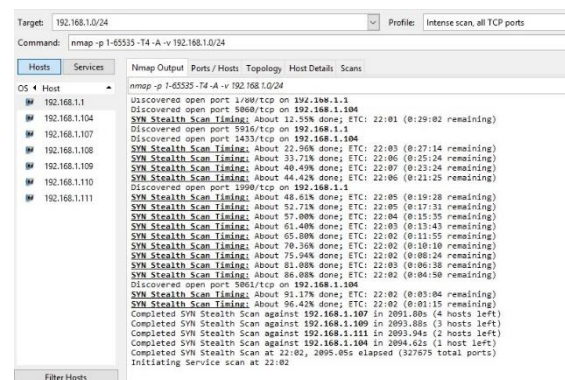 Target: 192.168.1.0/24 Profile: Intense scan, all TCP ports
Command: nmap -p 1-65535 -T4 -A -v 192.168.1.0/24
Hosts Services
Nmap Output Ports / Hosts Topology Host Details Scans
OS Host
nmap -p 1-65535 -T4 -A -v 192.168.1.0/24
192.168.1.1
192.168.1.104
192.168.1.107
192.168.1.108
192.168.1.109
192.168.1.110
192.168.1.111
Discovered open port 1780/tcp on 192.168.1.1
Discovered open port 5060/tcp on 192.168.1.104
SYN Stealth Scan Timing: About 12.55% done; ETC: 22:01 (0:29:02 remaining)
Discovered open port 5916/tcp on 192.168.1.1
Discovered open port 1433/tcp on 192.168.1.104
SYN Stealth Scan Timing: About 22.96% done; ETC: 22:03 (0:27:14 remaining)
SYN Stealth Scan Timing: About 33.71% done; ETC: 22:06 (0:25:24 remaining)
SYN Stealth Scan Timing: About 40.49% done; ETC: 22:07 (0:23:24 remaining)
SYN Stealth Scan Timing: About 44.42% done; ETC: 22:06 (0:21:25 remaining)
Discovered open port 1990/tcp on 192.168.1.1
SYN Stealth Scan Timing: About 48.61% done; ETC: 22:05 (0:19:28 remaining)
SYN Stealth Scan Timing: About 52.71% done; ETC: 22:05 (0:17:31 remaining)
SYN Stealth Scan Timing: About 57.00% done; ETC: 22:04 (0:15:35 remaining)
SYN Stealth Scan Timing: About 61.40% done; ETC: 22:03 (0:13:43 remaining)
SYN Stealth Scan Timing: About 65.80% done; ETC: 22:02 (0:11:55 remaining)
SYN Stealth Scan Timing: About 70.36% done; ETC: 22:02 (0:10:10 remaining)
SYN Stealth Scan Timing: About 75.94% done; ETC: 22:02 (0:08:24 remaining)
SYN Stealth Scan Timing: About 81.08% done; ETC: 22:03 (0:06:38 remaining)
SYN Stealth Scan Timing: About 86.08% done; ETC: 22:02 (0:04:50 remaining)
Discovered open port 5061/tcp on 192.168.1.104
SYN Stealth Scan Timing: About 91.17% done; ETC: 22:02 (0:03:04 remaining)
SYN Stealth Scan Timing: About 96.42% done; ETC: 22:02 (0:01:15 remaining)
Completed SYN Stealth Scan against 192.168.1.107 in 2091.80s (4 hosts left)
Completed SYN Stealth Scan against 192.168.1.109 in 2093.88s (3 hosts left)
Completed SYN Stealth Scan against 192.168.1.111 in 2093.94s (2 hosts left)
Completed SYN Stealth Scan against 192.168.1.104 in 2094.62s (1 host left)
Completed SYN Stealth Scan at 22:02, 2095.05s elapsed (327675 total ports)
Initiating Service scan at 22:02
Filter Hosts